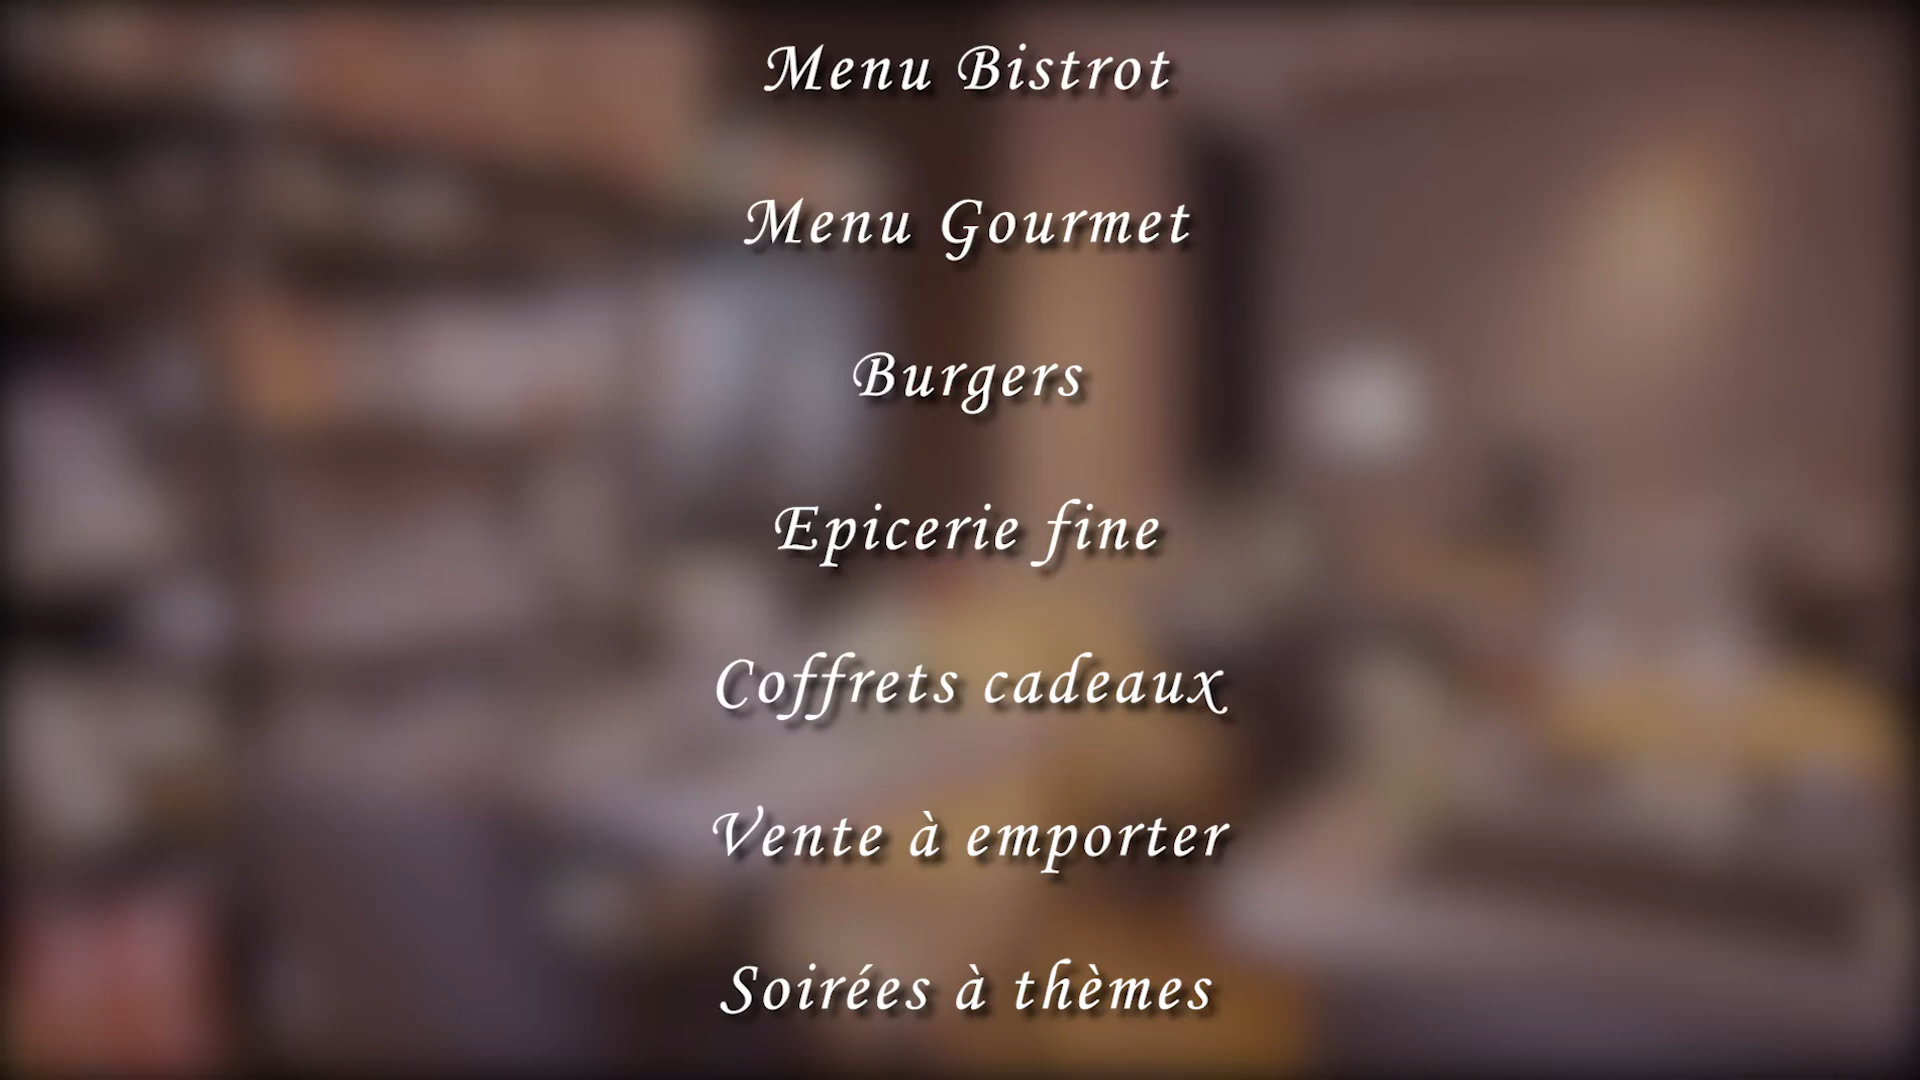 Menu Bistrot
Menu Gourmet
Burgers
Epicerie fine
Coffrets cadeaux
Vente à emporter
Soirées à thèmes